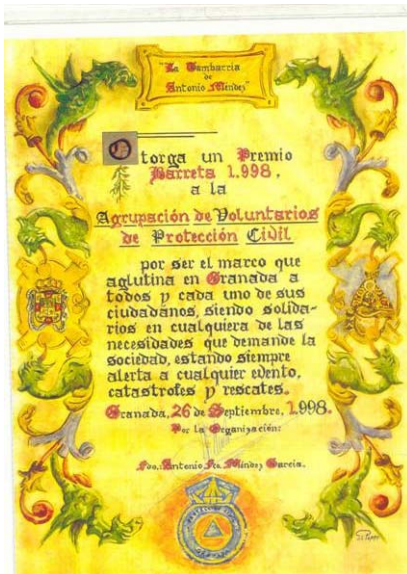 "La Tambarria
de
Antonio Méndez"
Otorga un Premio
Barreta 1.998,
a la
Agrupación de Voluntarios
de Protección Civil
por ser el marco que
aglutina en Granada a
todos y cada uno de sus
ciudadanos, siendo solida-
rios en cualquiera de las
necesidades que demande la
sociedad, estando siempre
alerta a cualquier evento,
catastrofes y rescates.
Granada, 26 de Septiembre, 1.998.
Por la Organización:
Fdo.: Antonio Fco. Méndez García.